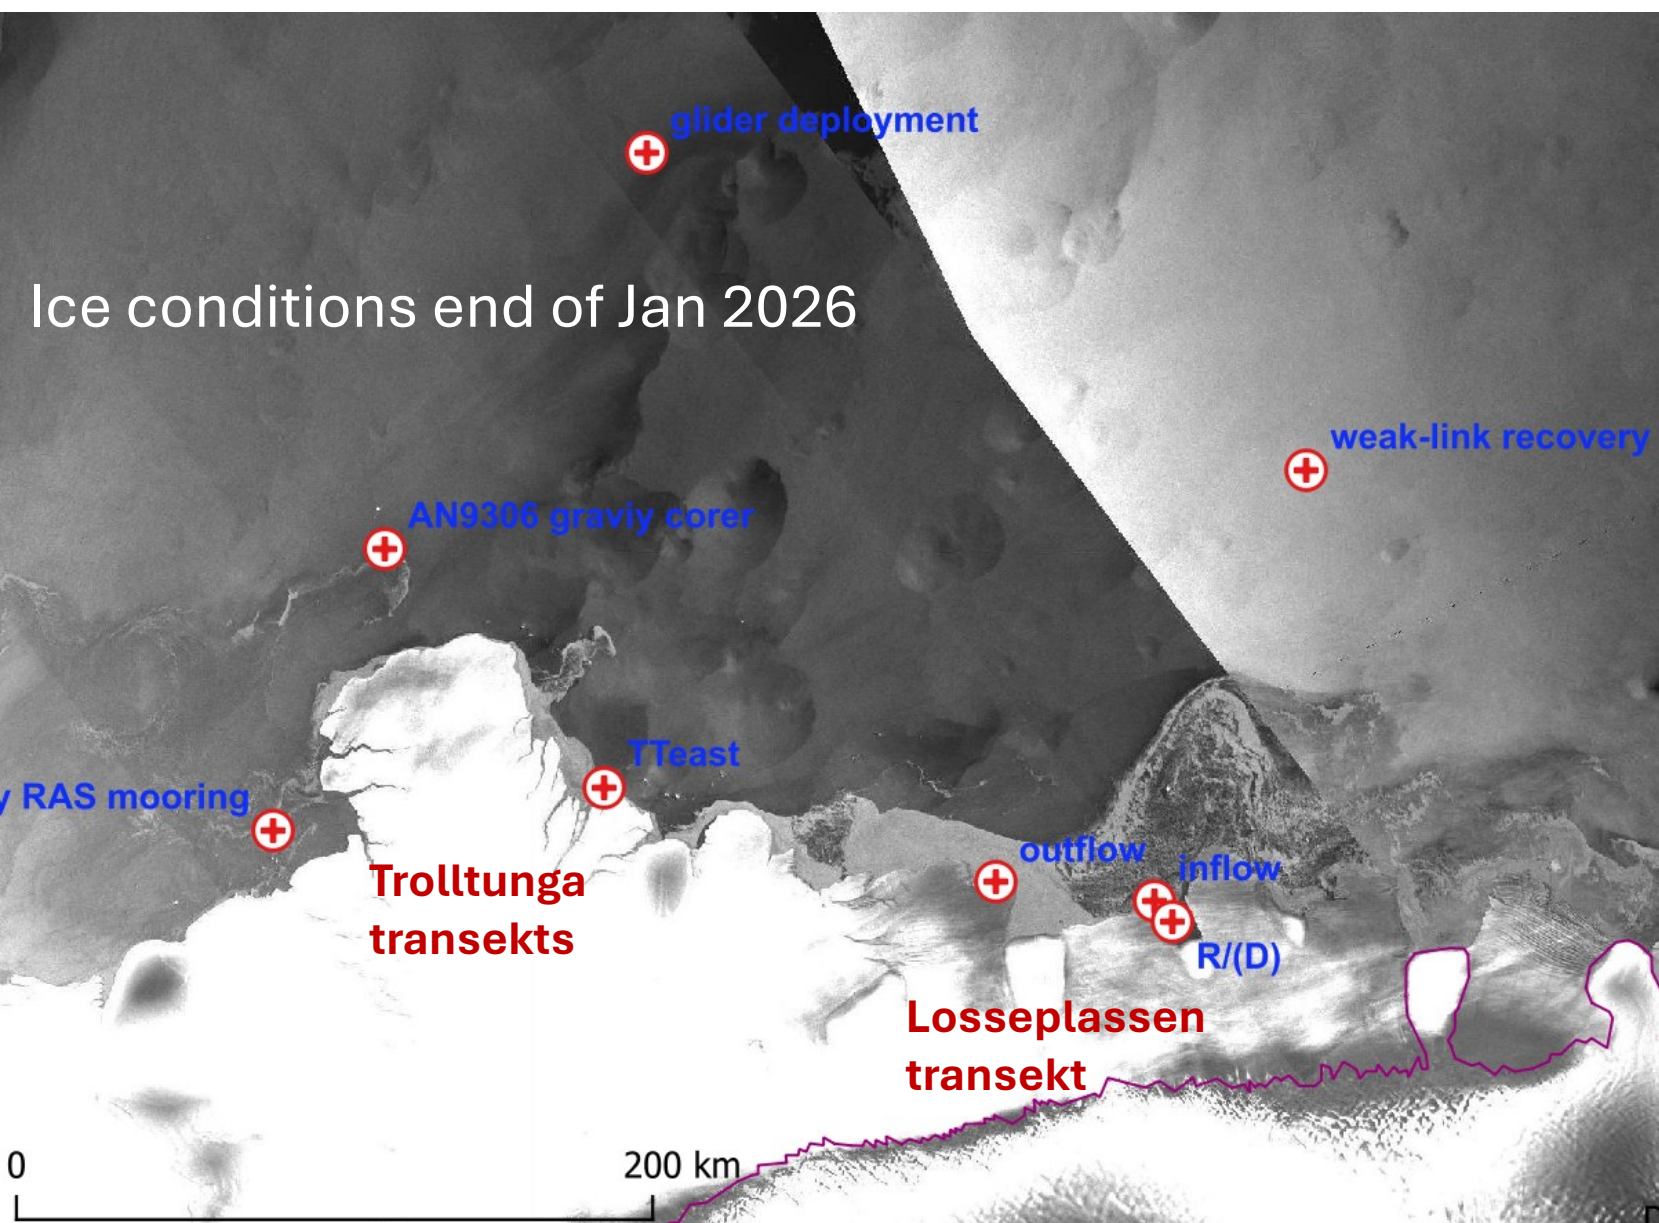 glider deployment
Ice conditions end of Jan 2026
weak-link recovery
AN9306 graviy corer
TTeast
y RAS mooring
outflow
inflow
Trolltunga
transekts
R/(D)
Losseplassen
transekt
0
200 km